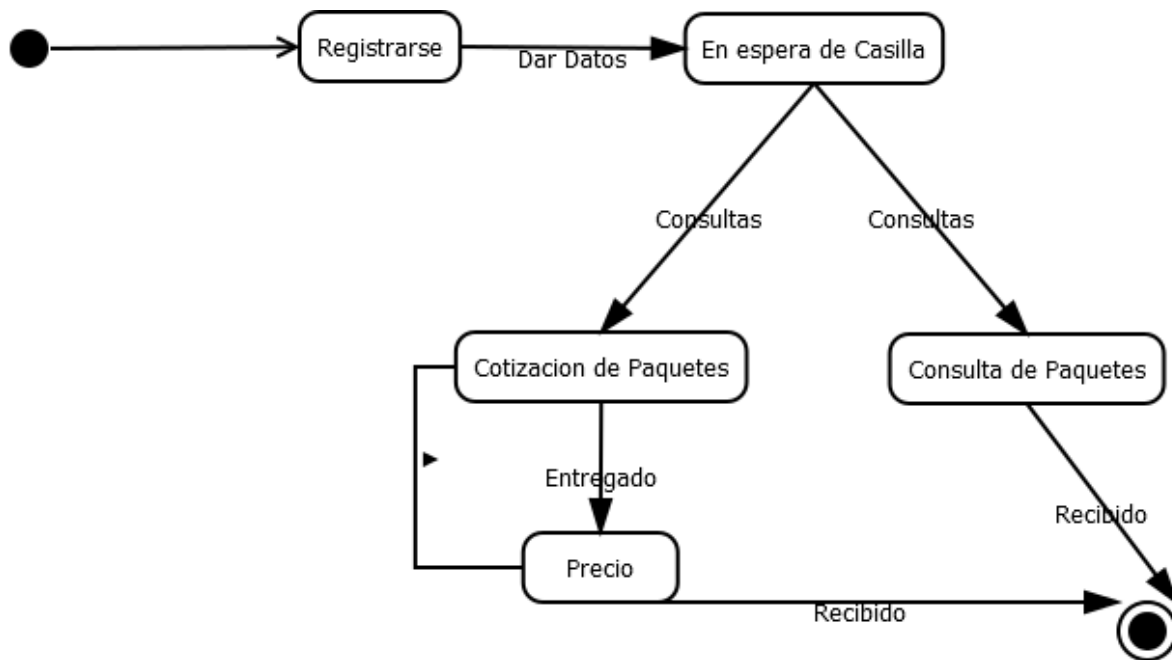 Registrarse
Dar Datos
En espera de Casilla
Consultas
Consultas
Cotizacion de Paquetes
Consulta de Paquetes
Entregado
Recibido
Precio
Recibido